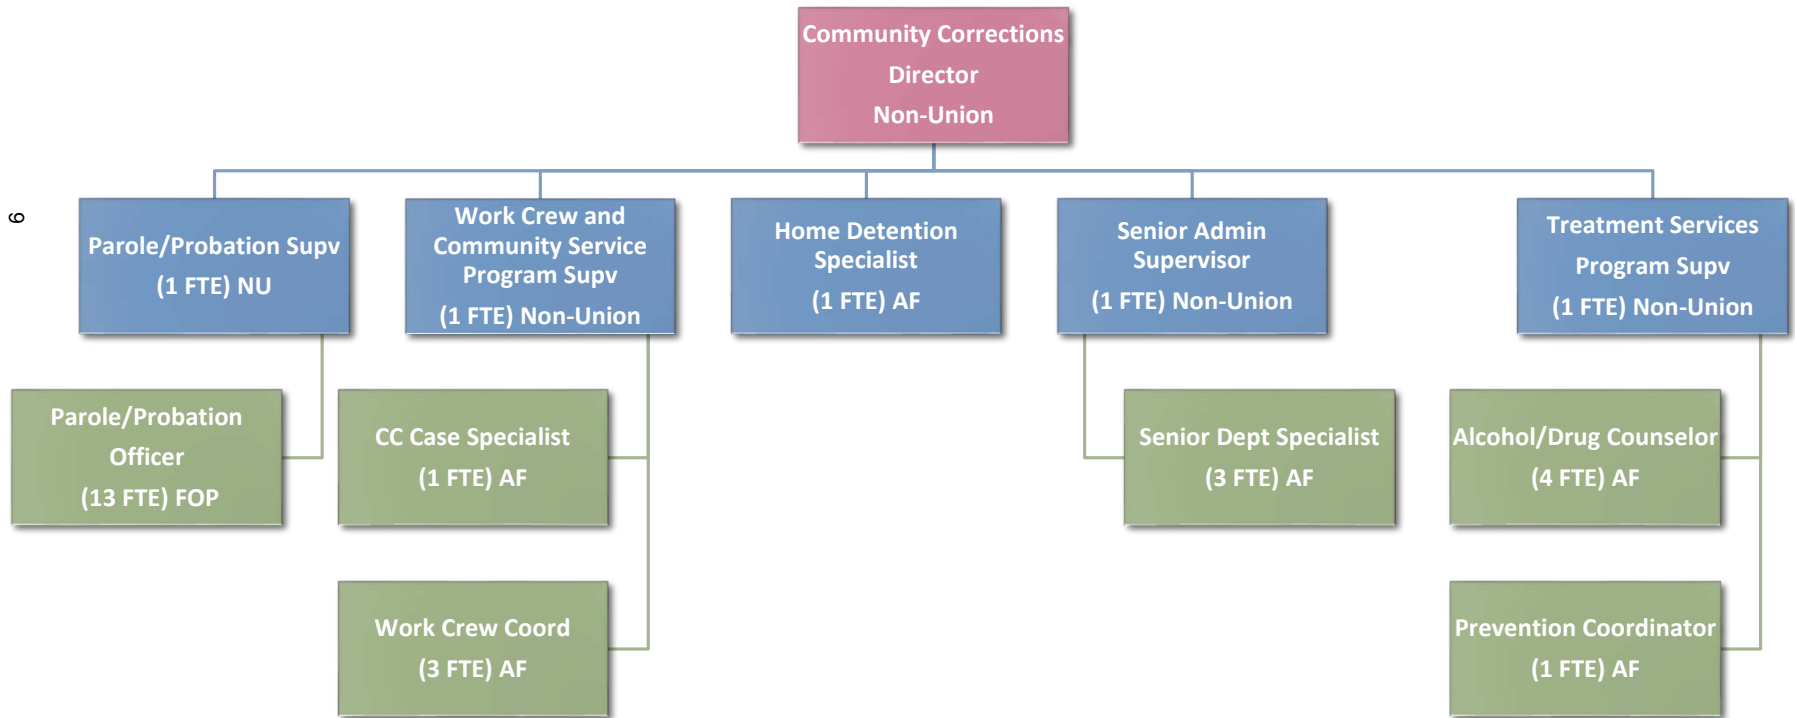 Community Corrections
Director
Non-Union
9
Parole/Probation Supv
(1 FTE) NU
Work Crew and
Community Service
Program Supv
(1 FTE) Non-Union
Home Detention
Specialist
(1 FTE) AF
Senior Admin
Supervisor
(1 FTE) Non-Union
Treatment Services
Program Supv
(1 FTE) Non-Union
Parole/Probation
Officer
(13 FTE) FOP
CC Case Specialist
(1 FTE) AF
Senior Dept Specialist
(3 FTE) AF
Alcohol/Drug Counselor
(4 FTE) AF
Work Crew Coord
(3 FTE) AF
Prevention Coordinator
(1 FTE) AF